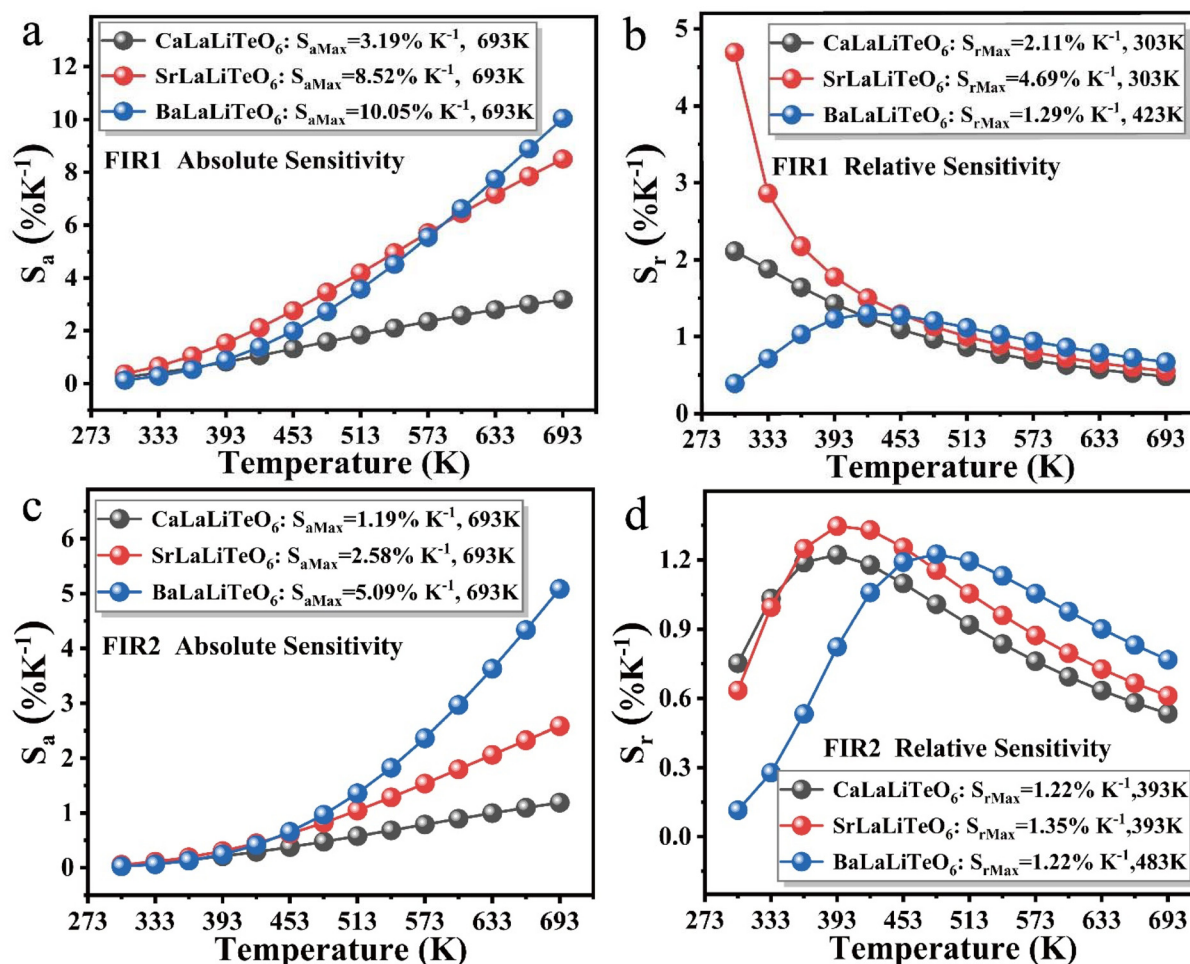 a
CaLaLiTeO₆: SₐMₐₓ=3.19% K⁻¹, 693K
SrLaLiTeO₆: SₐMₐₓ=8.52% K⁻¹, 693K
BaLaLiTeO₆: SₐMₐₓ=10.05% K⁻¹, 693K
FIR1 Absolute Sensitivity
Sₐ (%K⁻¹)
12
10
8
6
4
2
0
273 333 393 453 513 573 633 693
Temperature (K)
b
CaLaLiTeO₆: SᵣMₐₓ=2.11% K⁻¹, 303K
SrLaLiTeO₆: SᵣMₐₓ=4.69% K⁻¹, 303K
BaLaLiTeO₆: SᵣMₐₓ=1.29% K⁻¹, 423K
FIR1 Relative Sensitivity
Sᵣ (%K⁻¹)
5
4
3
2
1
0
273 333 393 453 513 573 633 693
Temperature (K)
c
CaLaLiTeO₆: SₐMₐₓ=1.19% K⁻¹, 693K
SrLaLiTeO₆: SₐMₐₓ=2.58% K⁻¹, 693K
BaLaLiTeO₆: SₐMₐₓ=5.09% K⁻¹, 693K
FIR2 Absolute Sensitivity
Sₐ (%K⁻¹)
6
5
4
3
2
1
0
273 333 393 453 513 573 633 693
Temperature (K)
d
Sᵣ (%K⁻¹)
1.2
0.9
0.6
0.3
0.0
FIR2 Relative Sensitivity
CaLaLiTeO₆: SᵣMₐₓ=1.22% K⁻¹,393K
SrLaLiTeO₆: SᵣMₐₓ=1.35% K⁻¹,393K
BaLaLiTeO₆: SᵣMₐₓ=1.22% K⁻¹,483K
273 333 393 453 513 573 633 693
Temperature (K)